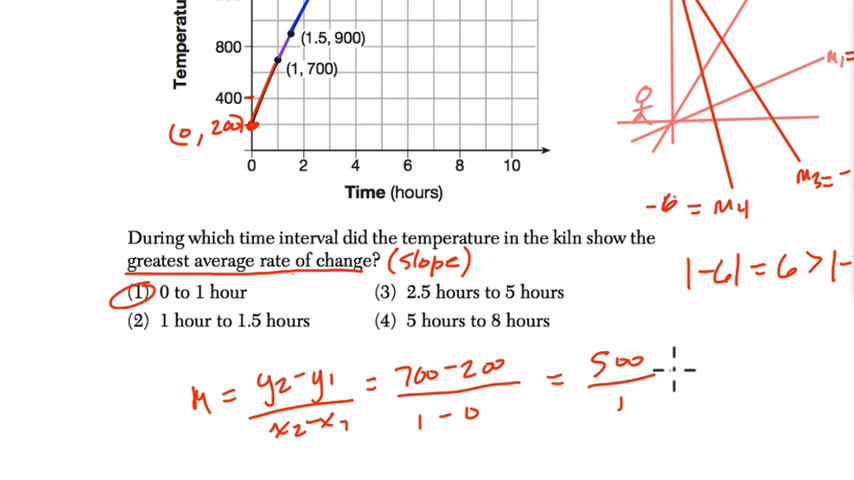 Temperatu
800
(1.5, 900)
(1, 700)
400
(0, 200)
0 2 4 6 8 10
Time (hours)
M₁=
M₃=-
-6 = M4
|-6| = 6 > |-
During which time interval did the temperature in the kiln show the
greatest average rate of change? (slope)
(1) 0 to 1 hour
(3) 2.5 hours to 5 hours
(2) 1 hour to 1.5 hours
(4) 5 hours to 8 hours
M = y2-y1 / x2-x1 = 700-200 / 1-0 = 500 / 1